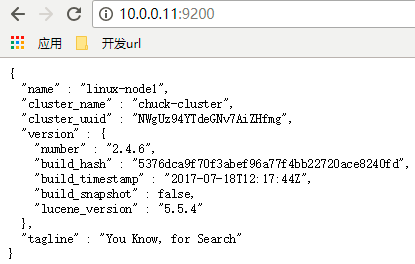 10.0.0.11:9200
应用 开发url
{
  "name" : "linux-node1",
  "cluster_name" : "chuck-cluster",
  "cluster_uuid" : "NWgUz94YTdeGNv7AiZHfmg",
  "version" : {
    "number" : "2.4.6",
    "build_hash" : "5376dca9f70f3abef96a77f4bb22720ace8240fd",
    "build_timestamp" : "2017-07-18T12:17:44Z",
    "build_snapshot" : false,
    "lucene_version" : "5.5.4"
  },
  "tagline" : "You Know, for Search"
}